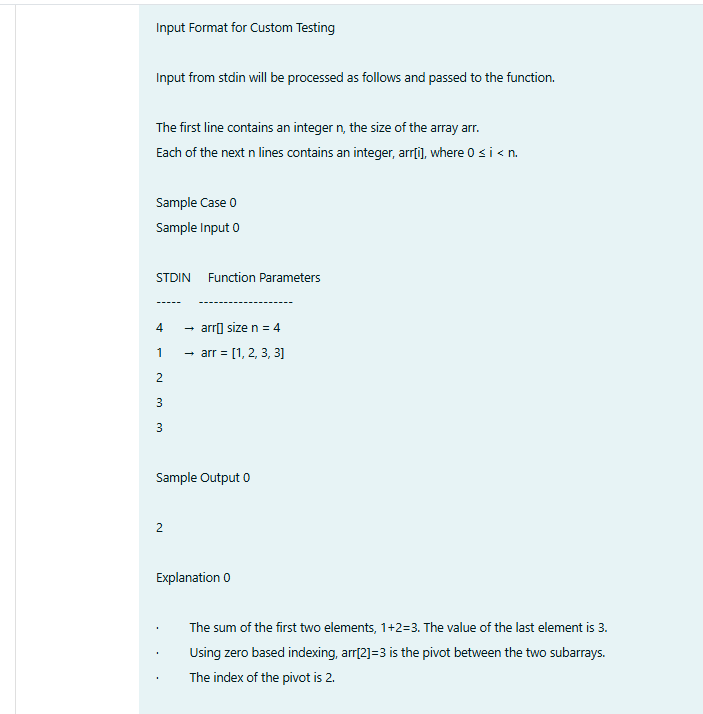 Input Format for Custom Testing
Input from stdin will be processed as follows and passed to the function.
The first line contains an integer n, the size of the array arr.
Each of the next n lines contains an integer, arr[i], where 0 ≤ i < n.
Sample Case 0
Sample Input 0
STDIN Function Parameters
----- --------------------
4 → arr[] size n = 4
1 → arr = [1, 2, 3, 3]
2
3
3
Sample Output 0
2
Explanation 0
· The sum of the first two elements, 1+2=3. The value of the last element is 3.
· Using zero based indexing, arr[2]=3 is the pivot between the two subarrays.
· The index of the pivot is 2.